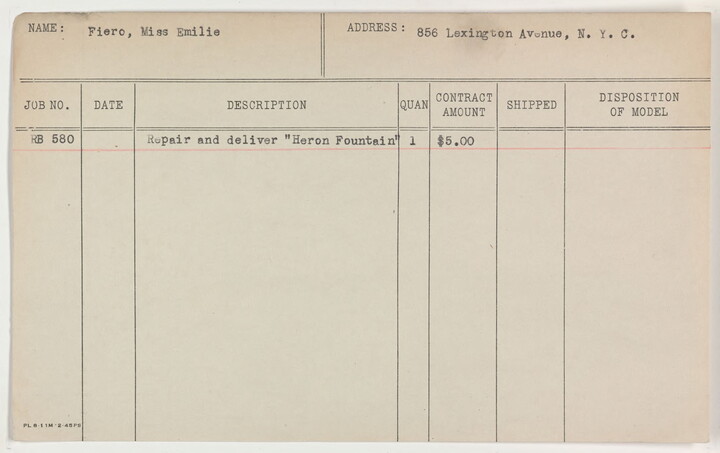 NAME: Fiero, Miss Emilie ADDRESS: 856 Lexington Avenue, N. Y. C.
JOB NO. DATE DESCRIPTION QUAN CONTRACT AMOUNT SHIPPED DISPOSITION OF MODEL
RB 580 Repair and deliver "Heron Fountain" 1 $5.00